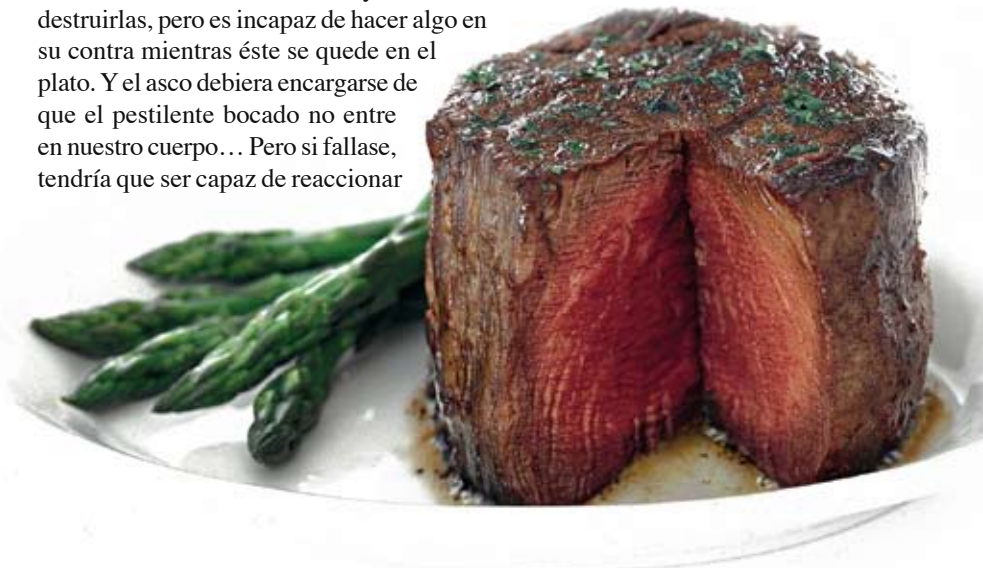 destruirlas, pero es incapaz de hacer algo en
su contra mientras éste se quede en el
plato. Y el asco debiera encargarse de
que el pestilente bocado no entre
en nuestro cuerpo… Pero si fallase,
tendría que ser capaz de reaccionar